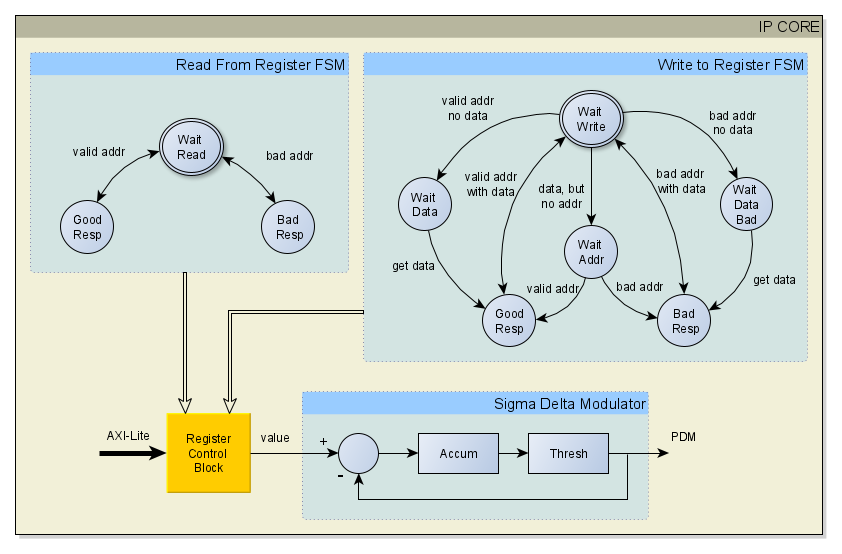 IP CORE
Read From Register FSM
Wait
Read
valid addr
bad addr
Good
Resp
Bad
Resp
Write to Register FSM
valid addr
no data
Wait
Write
bad addr
no data
valid addr
with data
data, but
no addr
bad addr
with data
Wait
Data
Wait
Data
Bad
Wait
Addr
get data
valid addr
bad addr
get data
Good
Resp
Bad
Resp
Sigma Delta Modulator
AXI-Lite
Register
Control
Block
value
+
-
Accum
Thresh
PDM